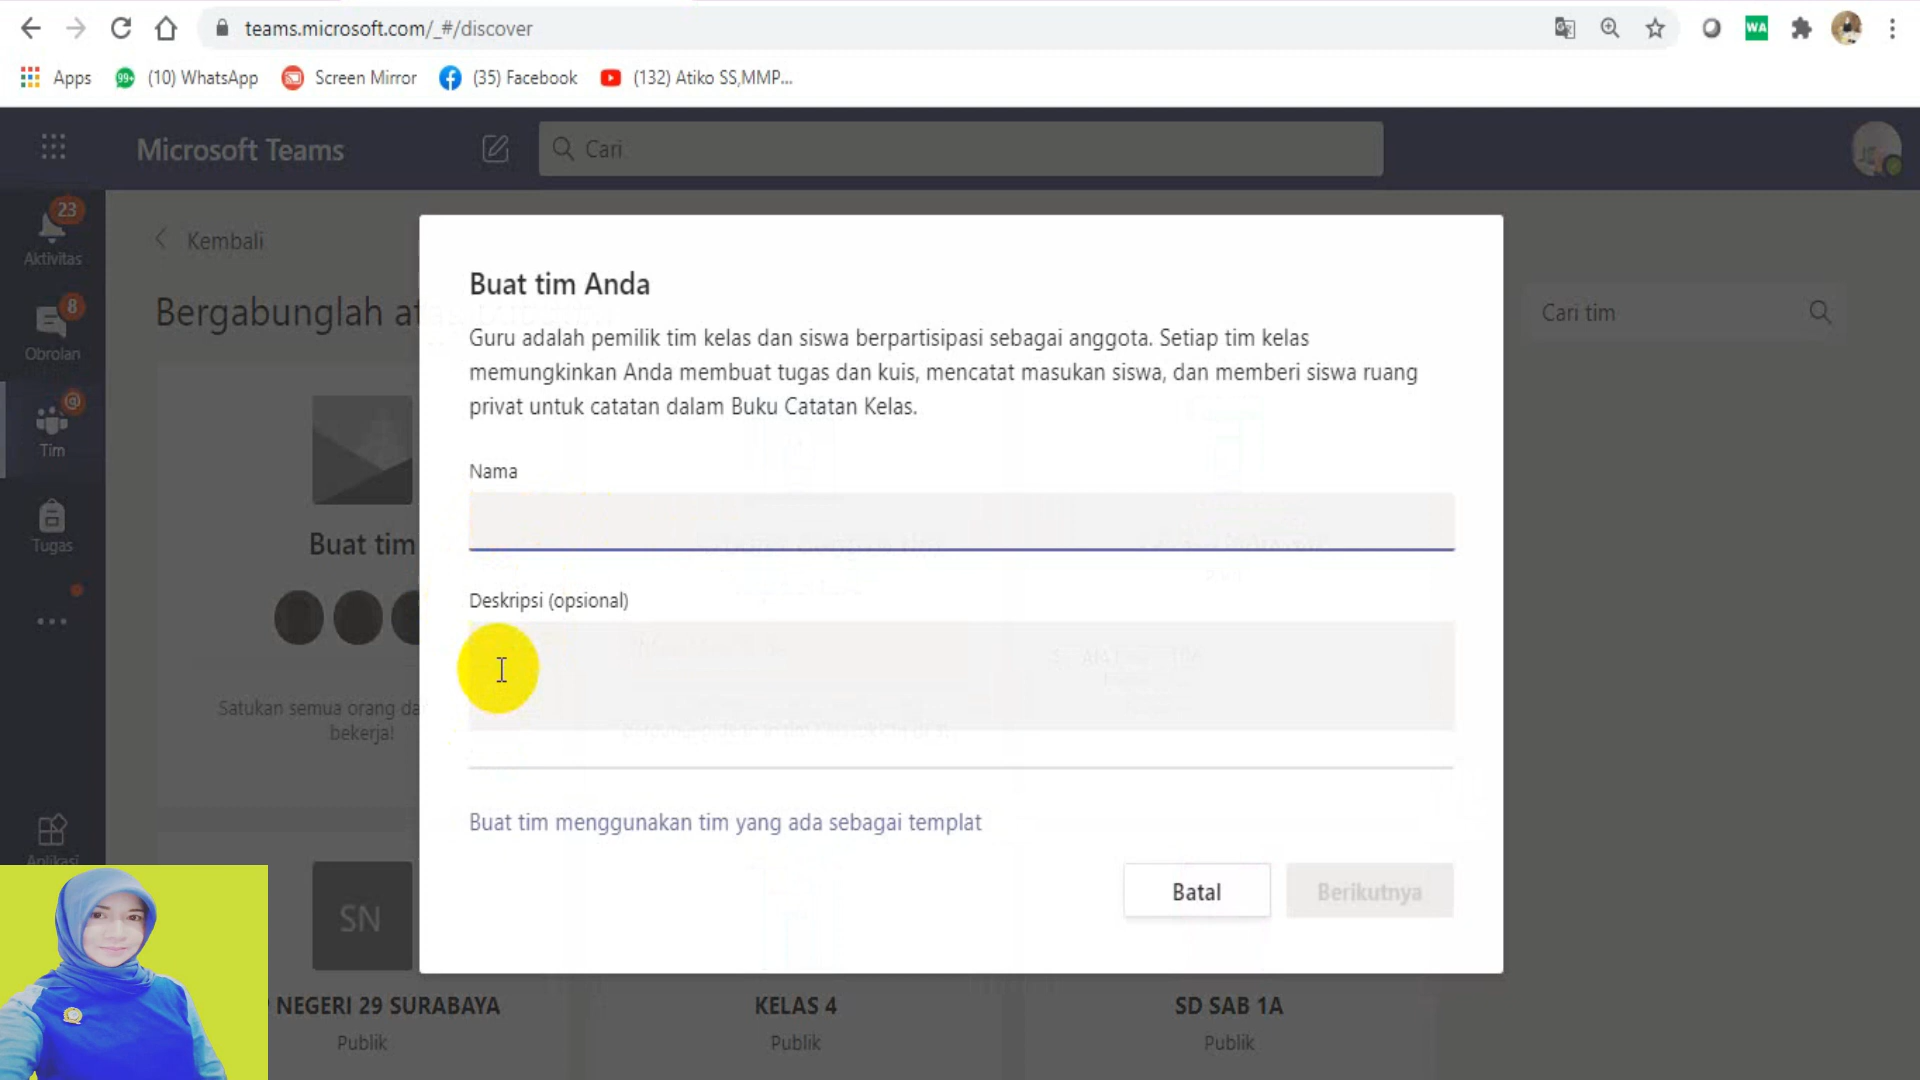 teams.microsoft.com/_#/discover
WA
Apps
99+
(10) WhatsApp
Screen Mirror
(35) Facebook
(132) Atiko SS,MMP...
Microsoft Teams
Cari
23
Aktivitas
Kembali
Bergabunglah
Cari tim
8
Obrolan
@
Tim
Tugas
Aplikasi
Buat tim
Satukan semua orang
bekerja!
Buat tim Anda
Guru adalah pemilik tim kelas dan siswa berpartisipasi sebagai anggota. Setiap tim kelas
memungkinkan Anda membuat tugas dan kuis, mencatat masukan siswa, dan memberi siswa ruang
privat untuk catatan dalam Buku Catatan Kelas.
Nama
Deskripsi (opsional)
Buat tim menggunakan tim yang ada sebagai templat
Batal
Berikutnya
SN
NEGERI 29 SURABAYA
Publik
KELAS 4
Publik
SD SAB 1A
Publik